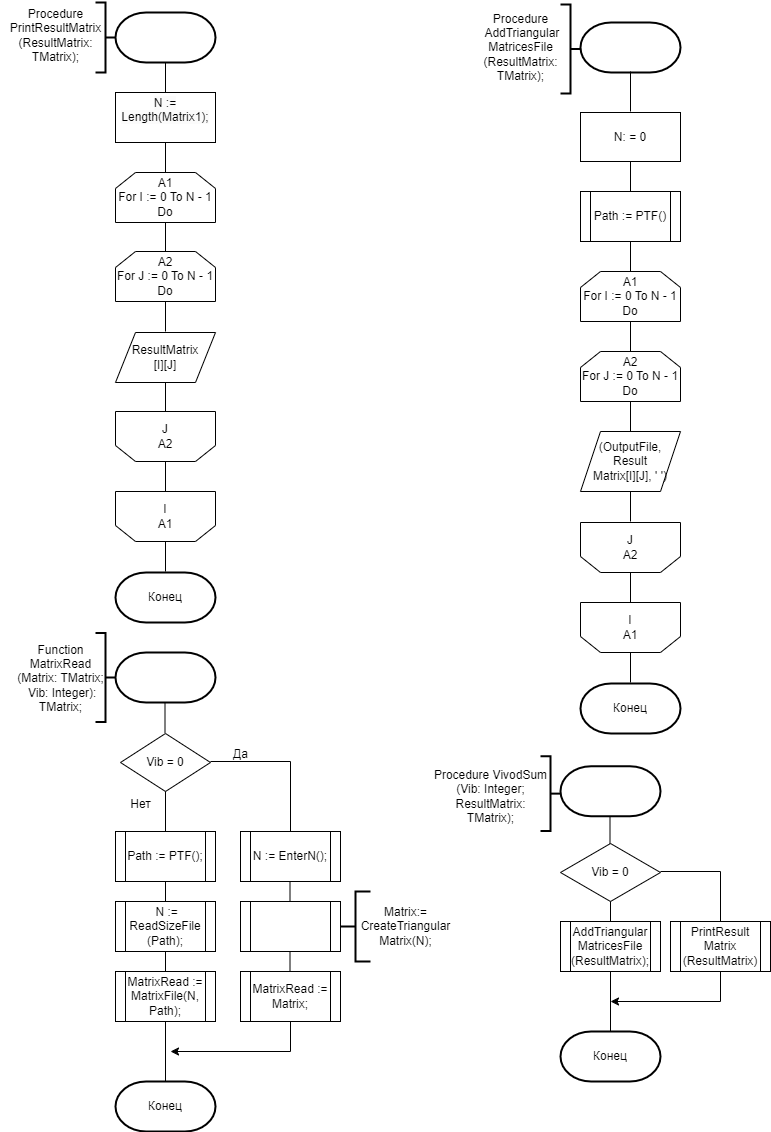 Procedure
PrintResultMatrix
(ResultMatrix:
TMatrix);
N :=
Length(Matrix1);
A1
For I := 0 To N - 1
Do
A2
For J := 0 To N - 1
Do
ResultMatrix
[I][J]
J
A2
I
A1
Конец
Procedure
AddTriangular
MatricesFile
(ResultMatrix:
TMatrix);
N: = 0
Path := PTF()
A1
For I := 0 To N - 1
Do
A2
For J := 0 To N - 1
Do
(OutputFile,
Result
Matrix[I][J], ' ')
J
A2
I
A1
Конец
Function
MatrixRead
(Matrix: TMatrix;
Vib: Integer):
TMatrix;
Vib = 0
Да
Нет
Path := PTF();
N :=
ReadSizeFile
(Path);
MatrixRead :=
MatrixFile(N,
Path);
N := EnterN();
Matrix:=
CreateTriangular
Matrix(N);
MatrixRead :=
Matrix;
Конец
Procedure VivodSum
(Vib: Integer;
ResultMatrix:
TMatrix);
Vib = 0
AddTriangular
MatricesFile
(ResultMatrix);
PrintResult
Matrix
(ResultMatrix)
Конец